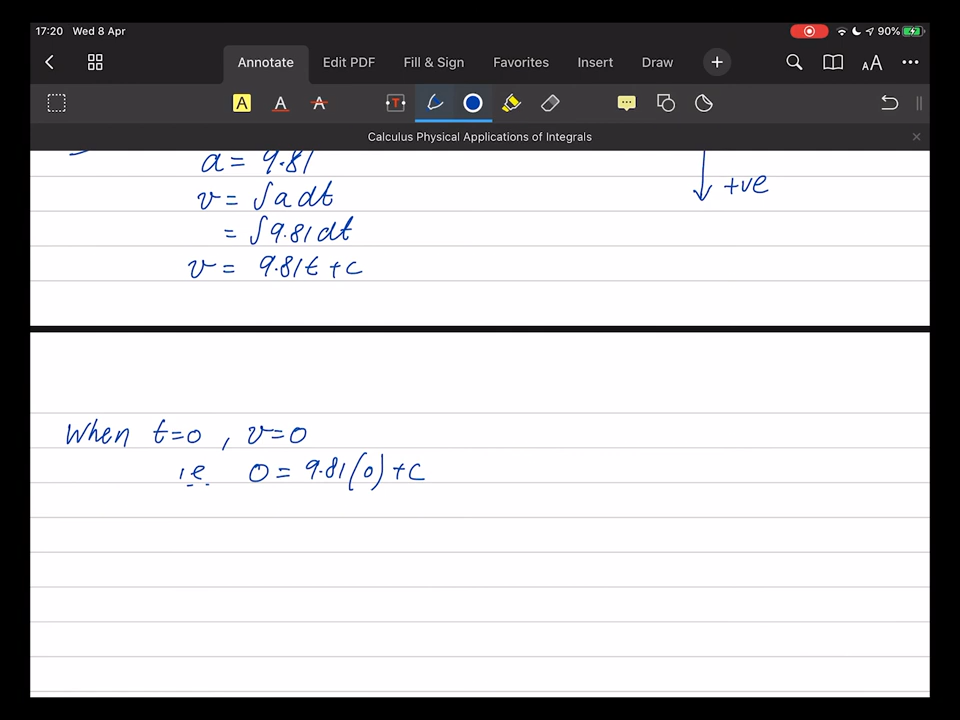 17:20 Wed 8 Apr 90%
Annotate Edit PDF Fill & Sign Favorites Insert Draw
Calculus Physical Applications of Integrals
a = 9.81
v = ∫a dt
= ∫9.81 dt
v = 9.81t + c
+ve
When t=0, v=0
i.e. 0 = 9.81(0) + c